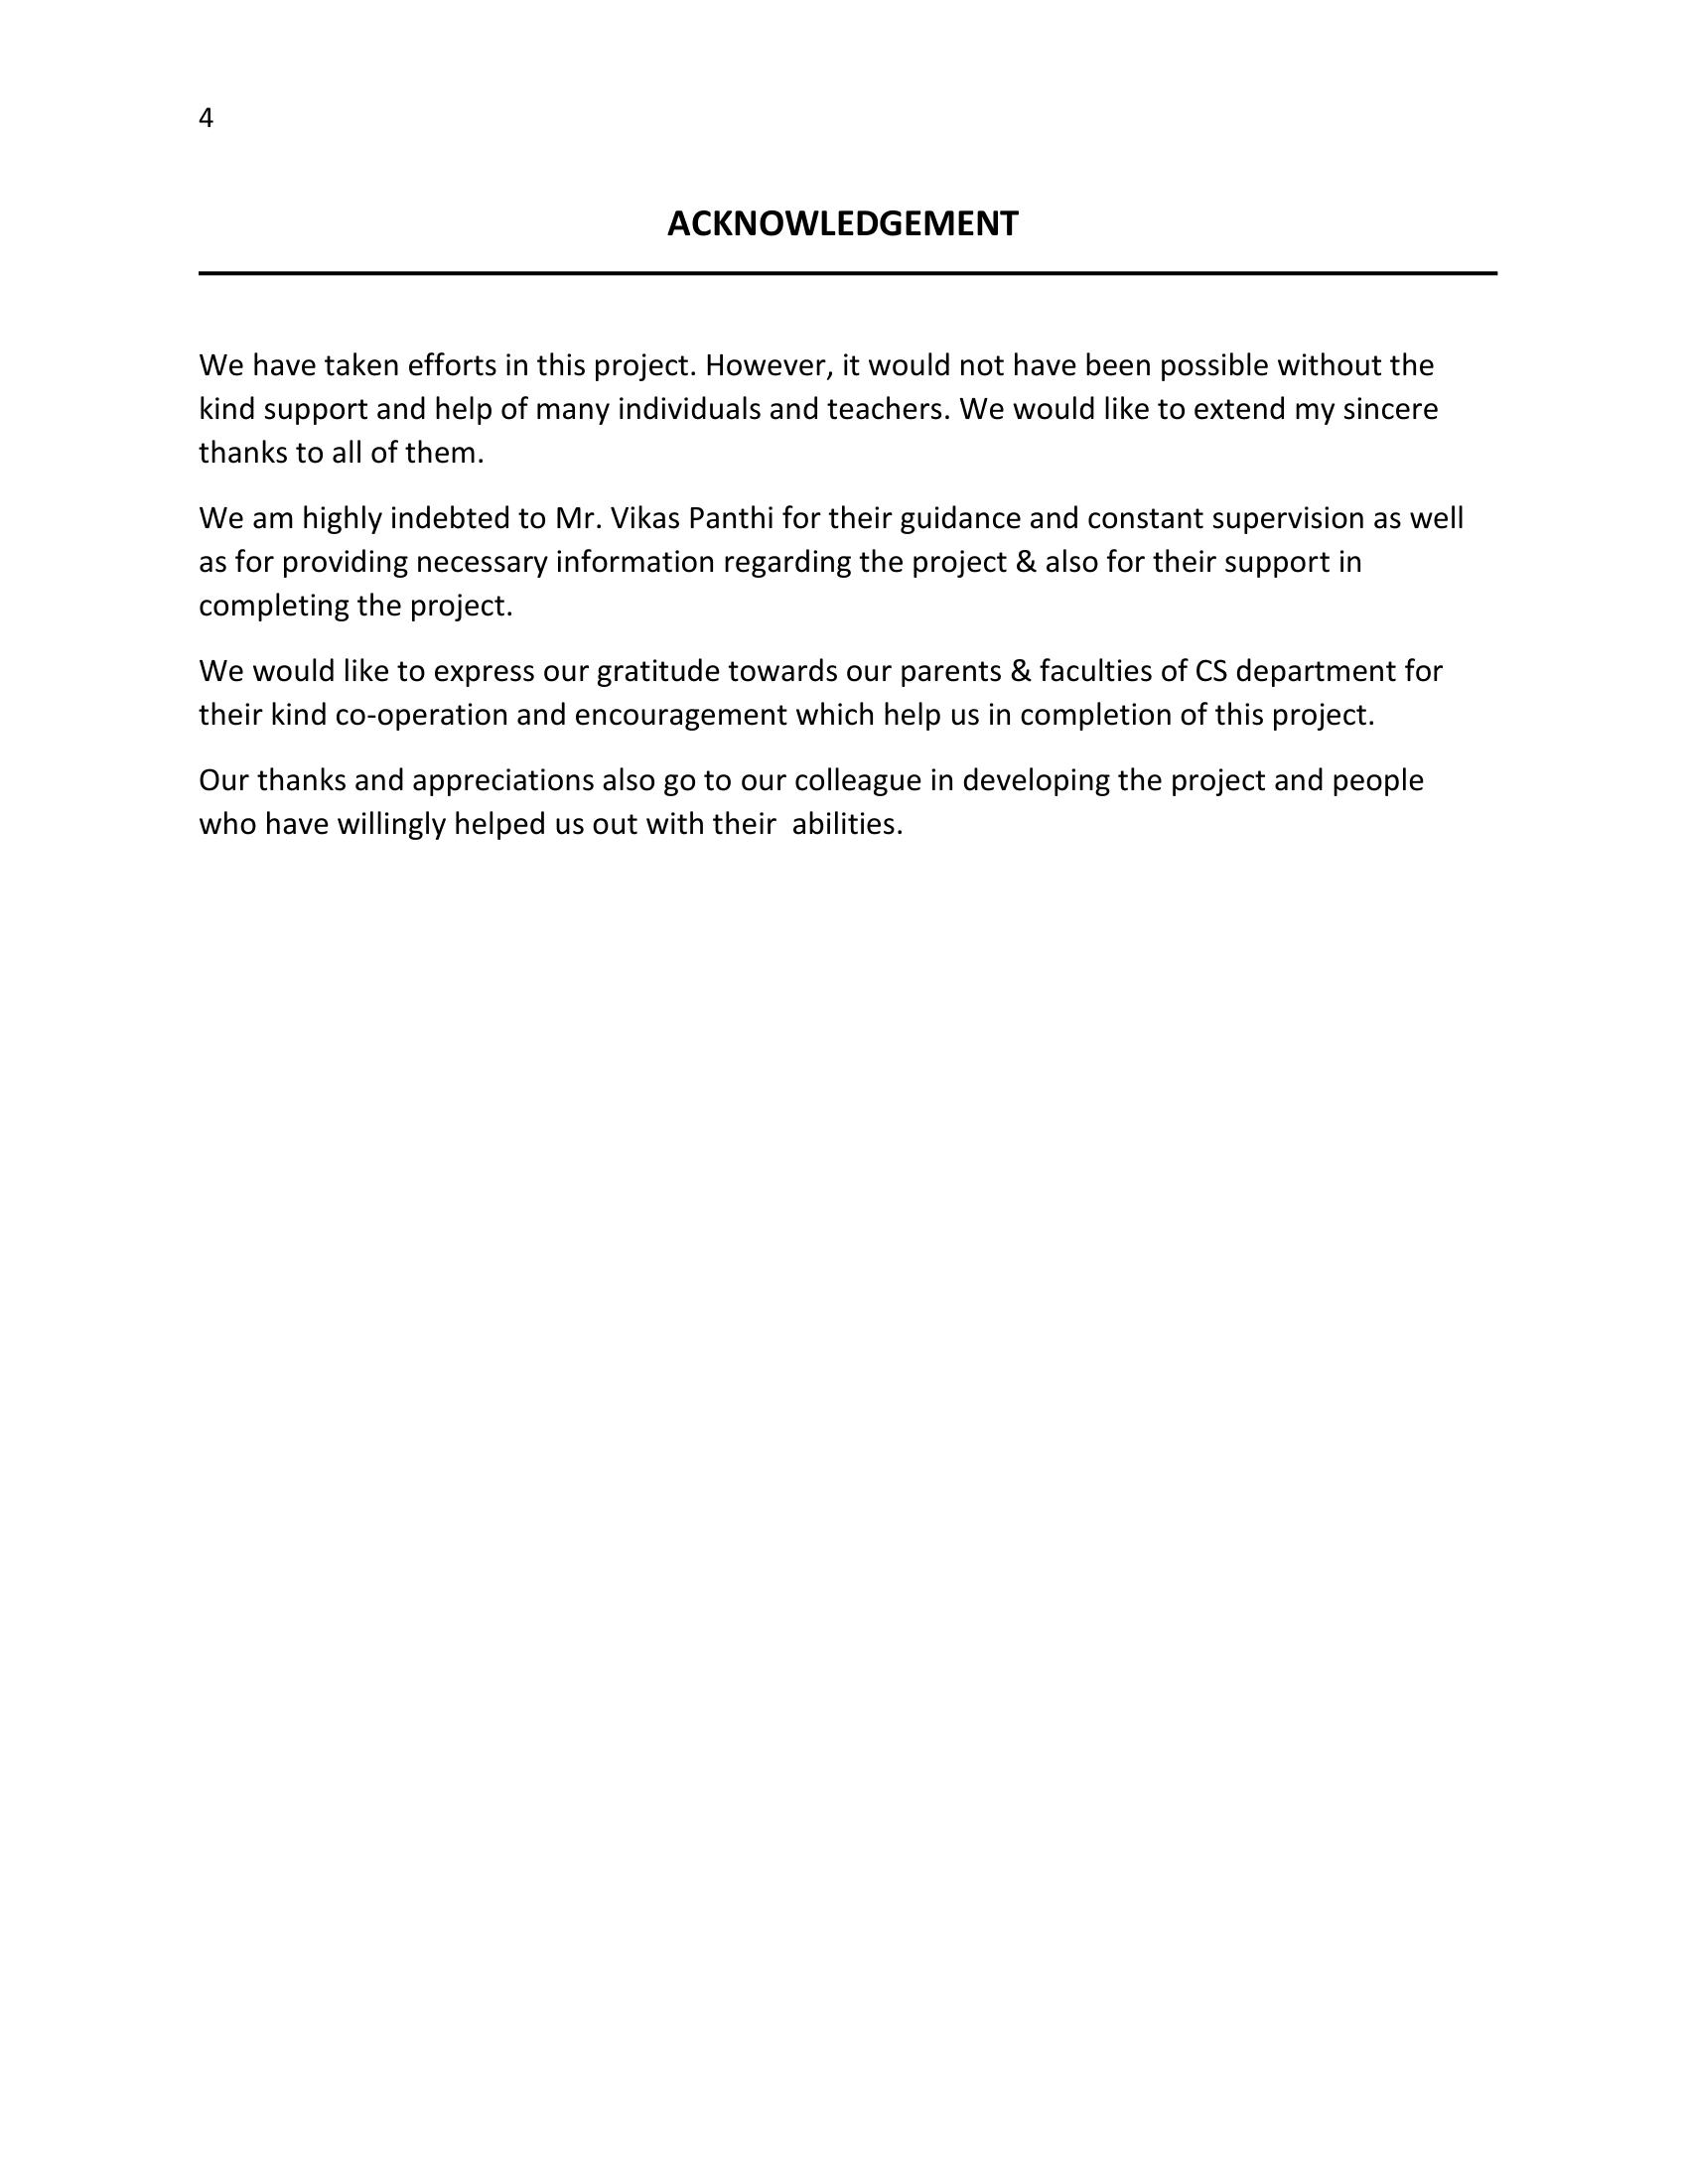 4
ACKNOWLEDGEMENT
We have taken efforts in this project. However, it would not have been possible without the
kind support and help of many individuals and teachers. We would like to extend my sincere
thanks to all of them.
We am highly indebted to Mr. Vikas Panthi for their guidance and constant supervision as well
as for providing necessary information regarding the project & also for their support in
completing the project.
We would like to express our gratitude towards our parents & faculties of CS department for
their kind co-operation and encouragement which help us in completion of this project.
Our thanks and appreciations also go to our colleague in developing the project and people
who have willingly helped us out with their  abilities.